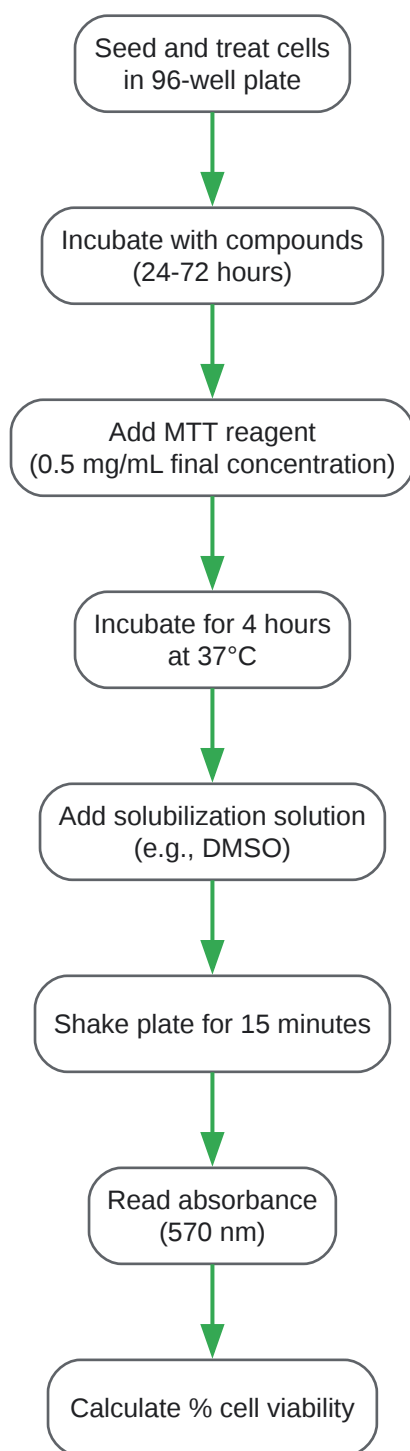 Seed and treat cells
in 96-well plate
Incubate with compounds
(24-72 hours)
Add MTT reagent
(0.5 mg/mL final concentration)
Incubate for 4 hours
at 37°C
Add solubilization solution
(e.g., DMSO)
Shake plate for 15 minutes
Read absorbance
(570 nm)
Calculate % cell viability